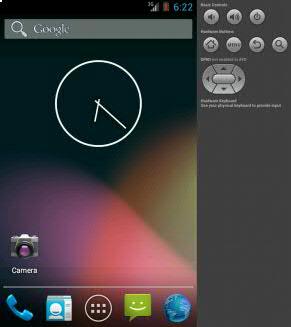 3G 6:22
Google
Camera
Basic Controls
Hardware Buttons
MENU
DPAD not enabled in AVD
Hardware Keyboard
Use your physical keyboard to provide input